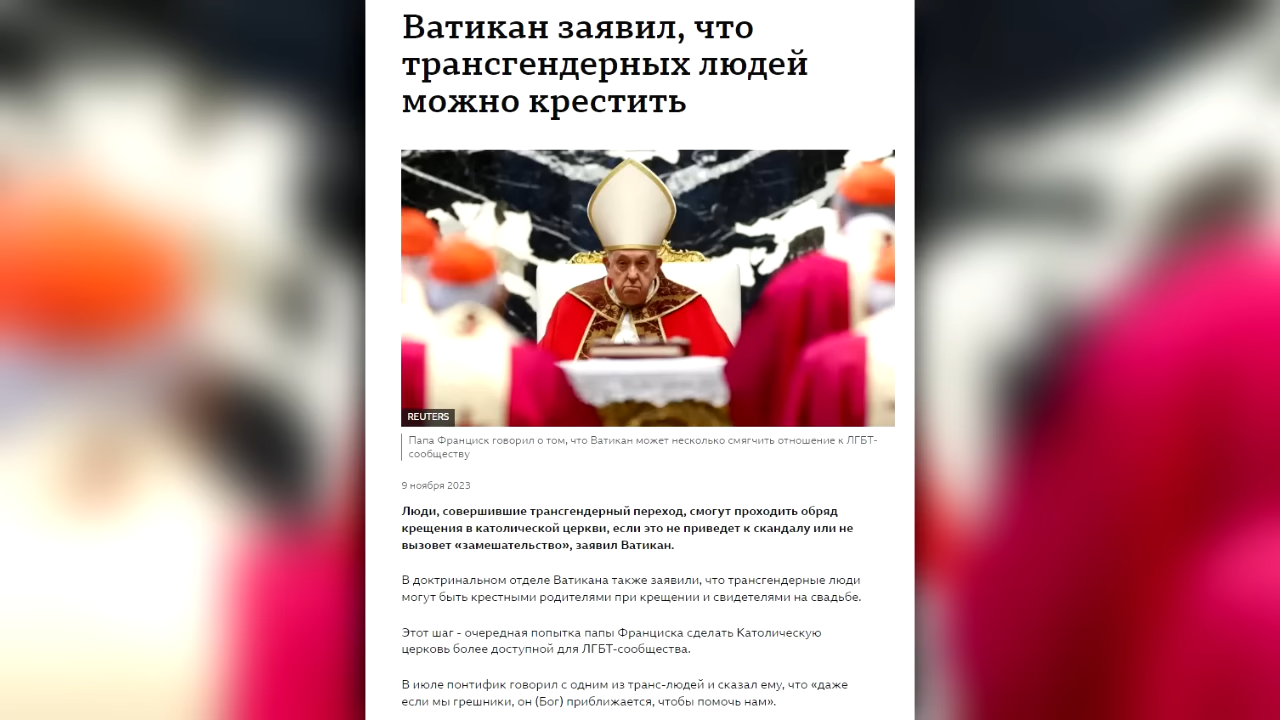 Ватикан заявил, что
трансгендерных людей
можно крестить
REUTERS
Папа Франциск говорил о том, что Ватикан может несколько смягчить отношение к ЛГБТ-
сообществу
9 ноября 2023
Люди, совершившие трансгендерный переход, смогут проходить обряд
крещения в католической церкви, если это не приведет к скандалу или не
вызовет «замешательство», заявил Ватикан.
В доктринальном отделе Ватикана также заявили, что трансгендерные люди
могут быть крестными родителями при крещении и свидетелями на свадьбе.
Этот шаг - очередная попытка папы Франциска сделать Католическую
церковь более доступной для ЛГБТ-сообщества.
В июле понтифик говорил с одним из транс-людей и сказал ему, что «даже
если мы грешники, он (Бог) приближается, чтобы помочь нам».